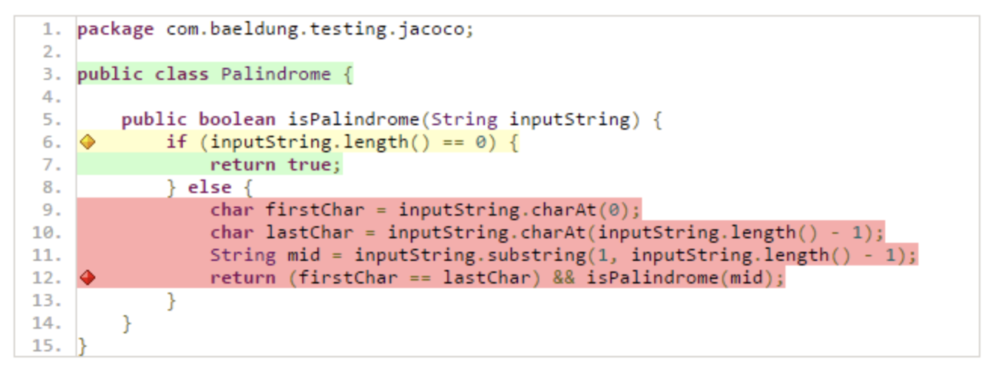 1. package com.baeldung.testing.jacoco;
2.
3. public class Palindrome {
4.
5.     public boolean isPalindrome(String inputString) {
6.         if (inputString.length() == 0) {
7.             return true;
8.         } else {
9.             char firstChar = inputString.charAt(0);
10.             char lastChar = inputString.charAt(inputString.length() - 1);
11.             String mid = inputString.substring(1, inputString.length() - 1);
12.             return (firstChar == lastChar) && isPalindrome(mid);
13.         }
14.     }
15. }